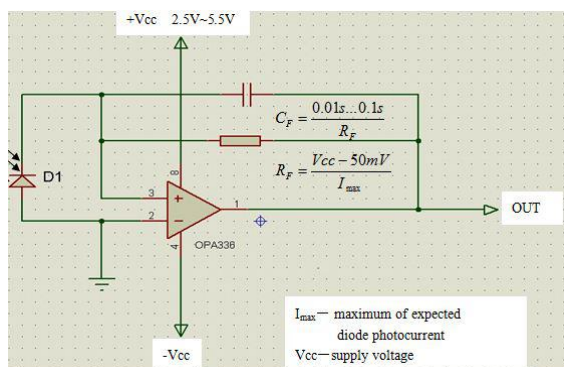 +Vcc 2.5V~5.5V
C_F = 0.01s...0.1s / R_F
8
R_F = Vcc − 50mV / I_max
D1
3
+
1
2
−
OUT
4
OPA336
I_max— maximum of expected
diode photocurrent
Vcc—supply voltage
-Vcc